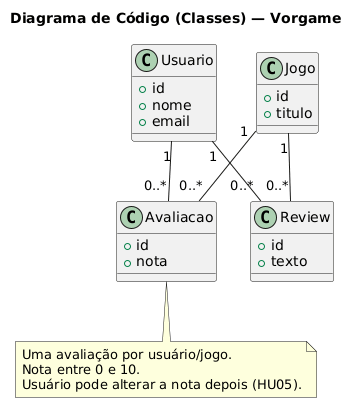 Diagrama de Código (Classes) — Vorgame
C Usuario
id
nome
email
C Jogo
id
titulo
1
1
1
1
0..*
0..*
0..*
0..*
C Avaliacao
id
nota
C Review
id
texto
Uma avaliação por usuário/jogo.
Nota entre 0 e 10.
Usuário pode alterar a nota depois (HU05).